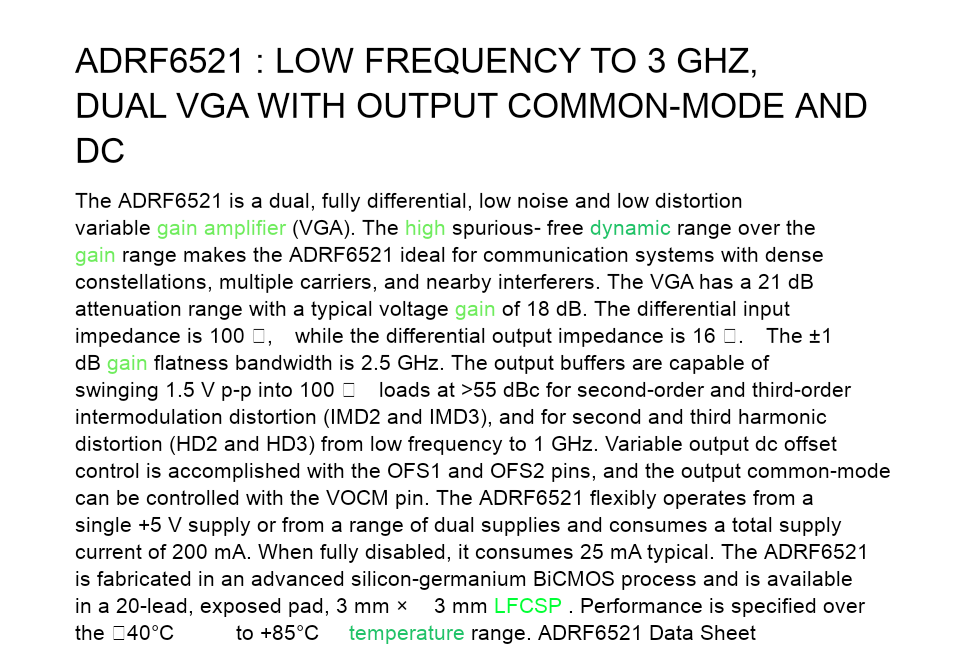 ADRF6521 : LOW FREQUENCY TO 3 GHZ,
DUAL VGA WITH OUTPUT COMMON-MODE AND
DC
The ADRF6521 is a dual, fully differential, low noise and low distortion
variable gain amplifier (VGA). The high spurious- free dynamic range over the
gain range makes the ADRF6521 ideal for communication systems with dense
constellations, multiple carriers, and nearby interferers. The VGA has a 21 dB
attenuation range with a typical voltage gain of 18 dB. The differential input
impedance is 100 □, while the differential output impedance is 16 □. The ±1
dB gain flatness bandwidth is 2.5 GHz. The output buffers are capable of
swinging 1.5 V p-p into 100 □ loads at >55 dBc for second-order and third-order
intermodulation distortion (IMD2 and IMD3), and for second and third harmonic
distortion (HD2 and HD3) from low frequency to 1 GHz. Variable output dc offset
control is accomplished with the OFS1 and OFS2 pins, and the output common-mode
can be controlled with the VOCM pin. The ADRF6521 flexibly operates from a
single +5 V supply or from a range of dual supplies and consumes a total supply
current of 200 mA. When fully disabled, it consumes 25 mA typical. The ADRF6521
is fabricated in an advanced silicon-germanium BiCMOS process and is available
in a 20-lead, exposed pad, 3 mm × 3 mm LFCSP . Performance is specified over
the □40°C to +85°C temperature range. ADRF6521 Data Sheet